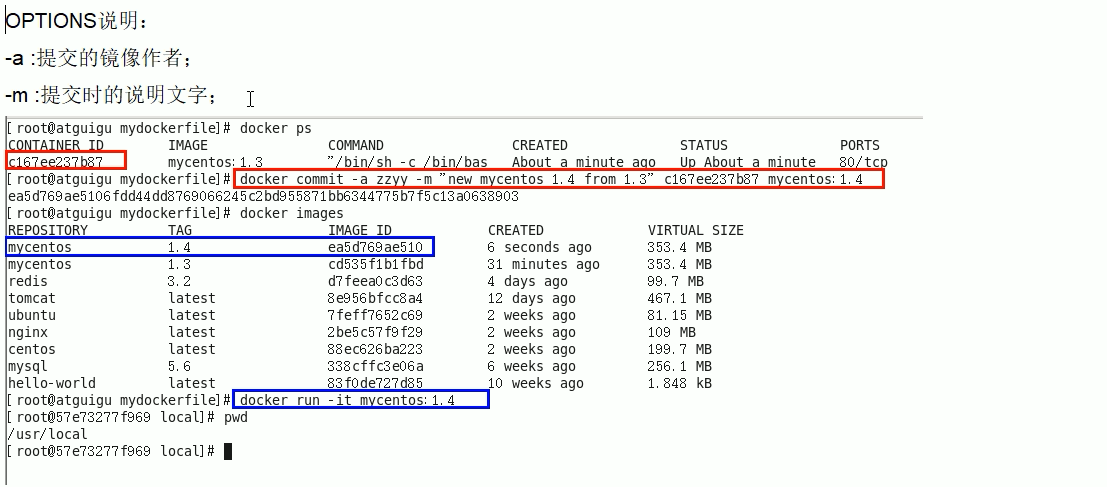 OPTIONS说明：
-a :提交的镜像作者；
-m :提交时的说明文字；
[root@atguigu mydockerfile]# docker ps
CONTAINER ID IMAGE COMMAND CREATED STATUS PORTS
c167ee237b87 mycentos:1.3 "/bin/sh -c /bin/bas About a minute ago Up About a minute 80/tcp
[root@atguigu mydockerfile]# docker commit -a zzyy -m "new mycentos 1.4 from 1.3" c167ee237b87 mycentos:1.4
ea5d769ae5106fdd44dd8769066245c2bd955871bb6344775b7f5c13a0638903
[root@atguigu mydockerfile]# docker images
REPOSITORY TAG IMAGE ID CREATED VIRTUAL SIZE
mycentos 1.4 ea5d769ae510 6 seconds ago 353.4 MB
mycentos 1.3 cd535f1b1fbd 31 minutes ago 353.4 MB
redis 3.2 d7feea0c3d63 4 days ago 99.7 MB
tomcat latest 8e956bfcc8a4 12 days ago 467.1 MB
ubuntu latest 7feff7652c69 2 weeks ago 81.15 MB
nginx latest 2be5c57f9f29 2 weeks ago 109 MB
centos latest 88ec626ba223 2 weeks ago 199.7 MB
mysql 5.6 338cffc3e06a 6 weeks ago 256.1 MB
hello-world latest 83f0de727d85 10 weeks ago 1.848 kB
[root@atguigu mydockerfile]# docker run -it mycentos:1.4
[root@57e73277f969 local]# pwd
/usr/local
[root@57e73277f969 local]#